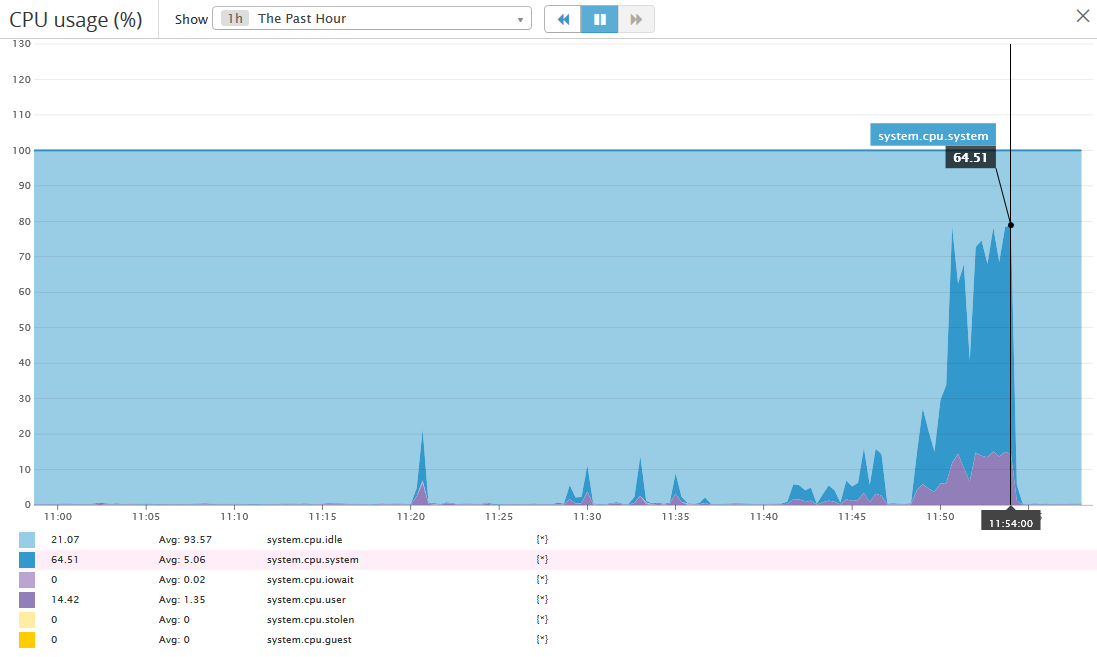 CPU usage (%) Show 1h The Past Hour
130
120
110
100
90
80
70
60
50
40
30
20
10
0
system.cpu.system
64.51
11:00 11:05 11:10 11:15 11:20 11:25 11:30 11:35 11:40 11:45 11:50
11:54:00
21.07 Avg: 93.57 system.cpu.idle {*}
64.51 Avg: 5.06 system.cpu.system {*}
0 Avg: 0.02 system.cpu.iowait {*}
14.42 Avg: 1.35 system.cpu.user {*}
0 Avg: 0 system.cpu.stolen {*}
0 Avg: 0 system.cpu.guest {*}